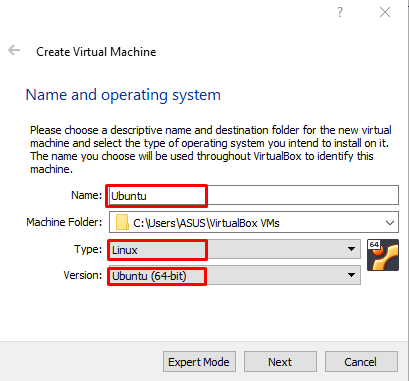 ?
Create Virtual Machine
Name and operating system
Please choose a descriptive name and destination folder for the new virtual
machine and select the type of operating system you intend to install on it.
The name you choose will be used throughout VirtualBox to identify this
machine.
Name: Ubuntu
Machine Folder: C:\Users\ASUS\VirtualBox VMs
Type: Linux
64
Version: Ubuntu (64-bit)
Expert Mode Next Cancel